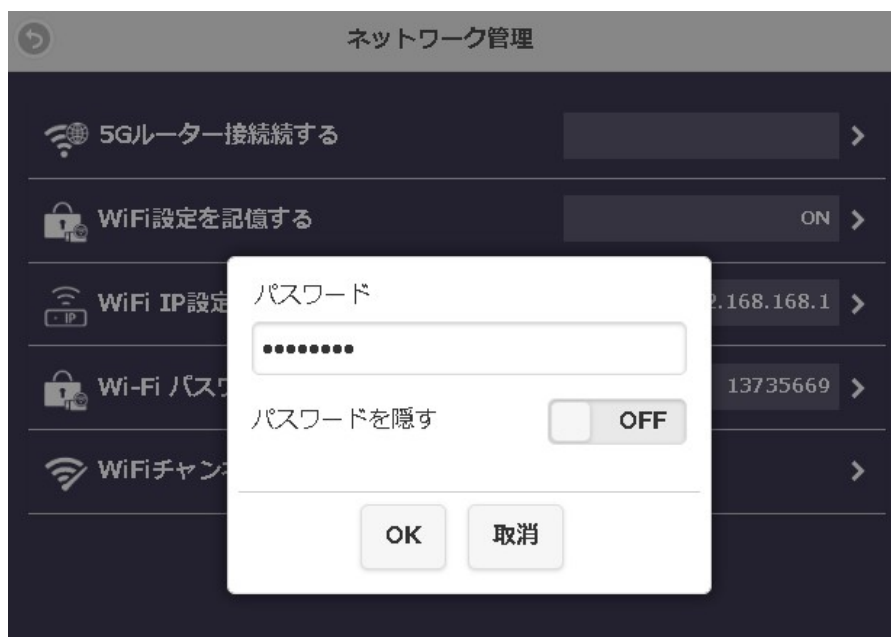 ネットワーク管理
5Gルーター接続続する
WiFi設定を記憶する
ON
WiFi IP設定
.168.168.1
Wi-Fi パスワ
13735669
WiFiチャン
パスワード
••••••••
パスワードを隠す
OFF
OK
取消